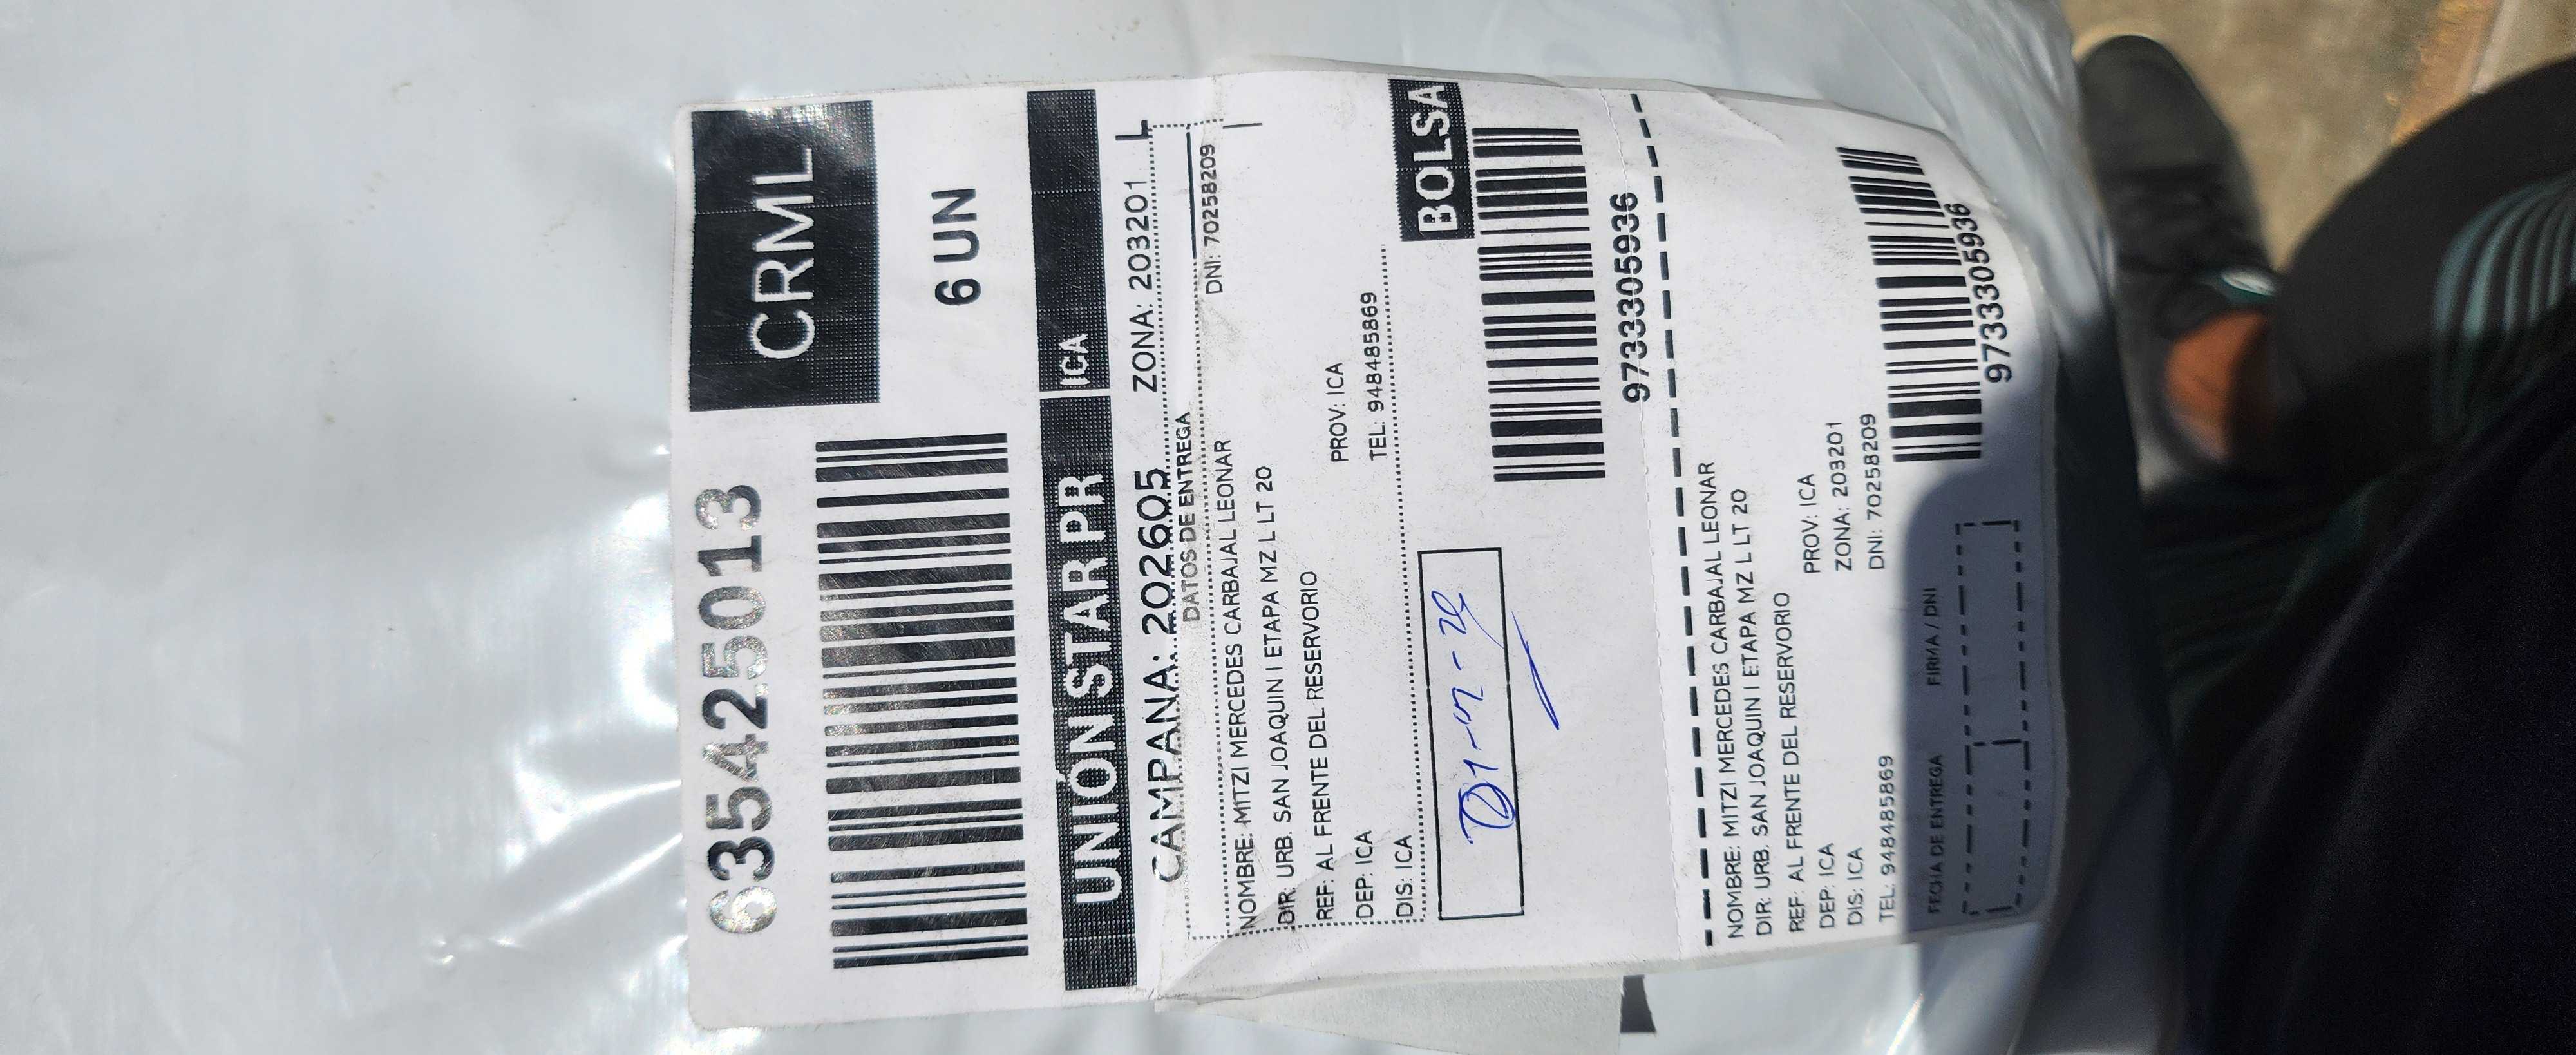 635425013
CRML
6 UN
UNIÓN STAR PR ICA
CAMPANA: 202605 ZONA: 203201 L
DATOS DE ENTREGA
DNI: 70258209
NOMBRE: MITZI MERCEDES CARBAJAL LEONAR
DIR: URB. SAN JOAQUIN I ETAPA MZ L LT 20
REF: AL FRENTE DEL RESERVORIO
DEP: ICA PROV: ICA
DIS: ICA TEL: 948485869
BOLSA
9733305936
NOMBRE: MITZI MERCEDES CARBAJAL LEONAR
DIR: URB. SAN JOAQUIN I ETAPA MZ L LT 20
REF: AL FRENTE DEL RESERVORIO
DEP: ICA PROV: ICA
DIS: ICA ZONA: 203201
TEL: 948485869 DNI: 70258209
9733305936
FECHA DE ENTREGA FIRMA / DNI